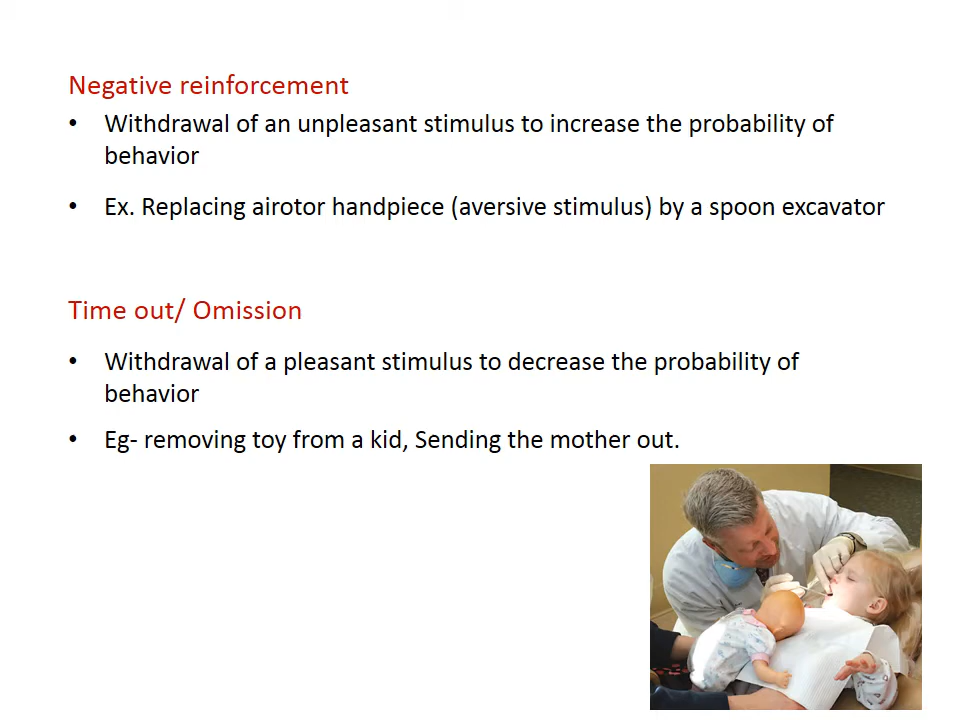 Negative reinforcement
• Withdrawal of an unpleasant stimulus to increase the probability of
behavior
• Ex. Replacing airotor handpiece (aversive stimulus) by a spoon excavator
Time out/ Omission
• Withdrawal of a pleasant stimulus to decrease the probability of
behavior
• Eg- removing toy from a kid, Sending the mother out.